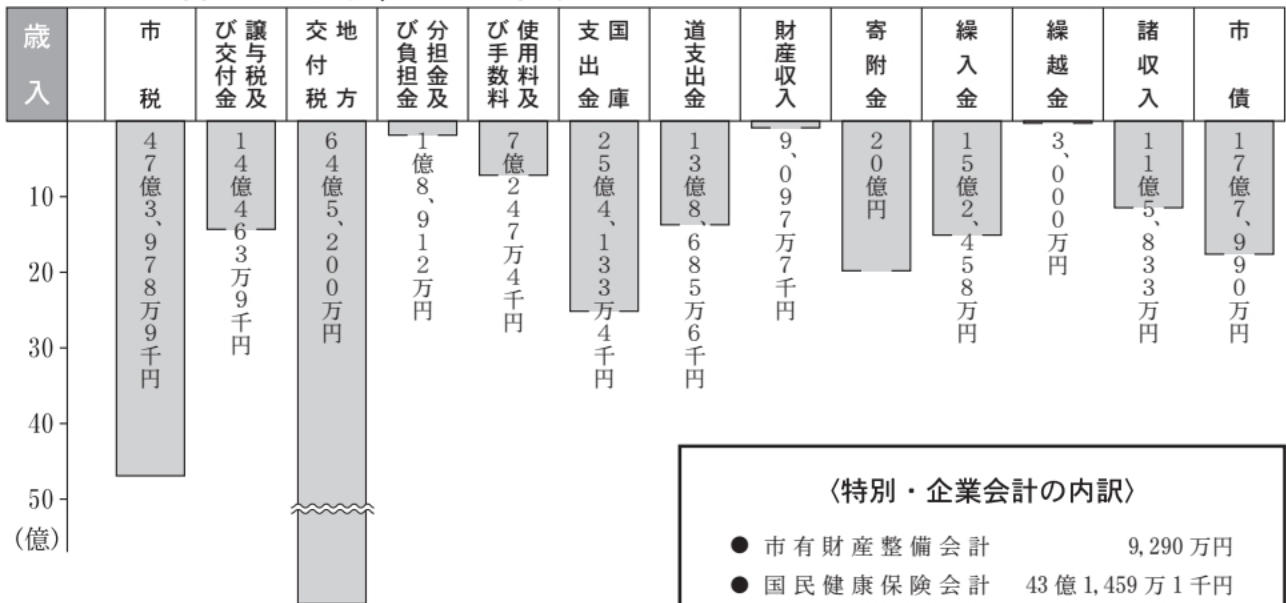 歳入
市税
譲与税及び交付金
地方交付税
分担金及び負担金
使用料及び手数料
国庫支出金
道支出金
財産収入
寄附金
繰入金
繰越金
諸収入
市債
47億3、978万9千円
14億463万9千円
64億5、200万円
1億8、912万円
7億247万4千円
25億4、133万4千円
13億8、685万6千円
9、097万7千円
20億円
15億2、458万円
3、000万円
11億5、833万円
17億7、990万円
10
20
30
40
50
(億)
〈特別・企業会計の内訳〉
● 市有財産整備会計 9,290万円
● 国民健康保険会計 43億1,459万1千円